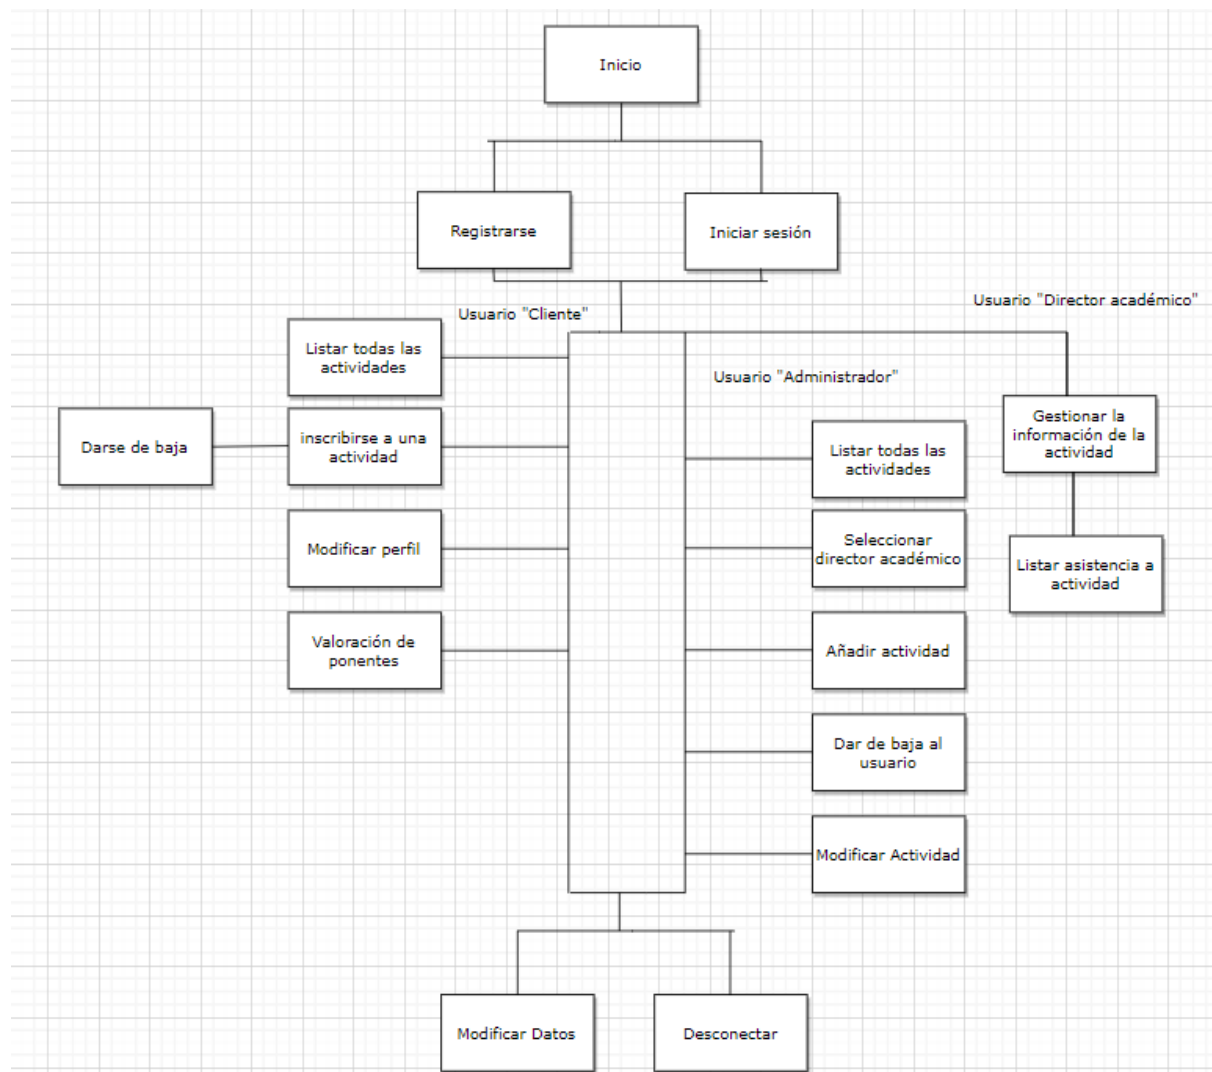 Inicio
Registrarse
Iniciar sesión
Usuario "Director académico"
Usuario "Cliente"
Listar todas las
actividades
Usuario "Administrador"
Darse de baja
inscribirse a una
actividad
Gestionar la
información de la
actividad
Listar todas las
actividades
Modificar perfil
Seleccionar
director académico
Listar asistencia a
actividad
Valoración de
ponentes
Añadir actividad
Dar de baja al
usuario
Modificar Actividad
Modificar Datos
Desconectar